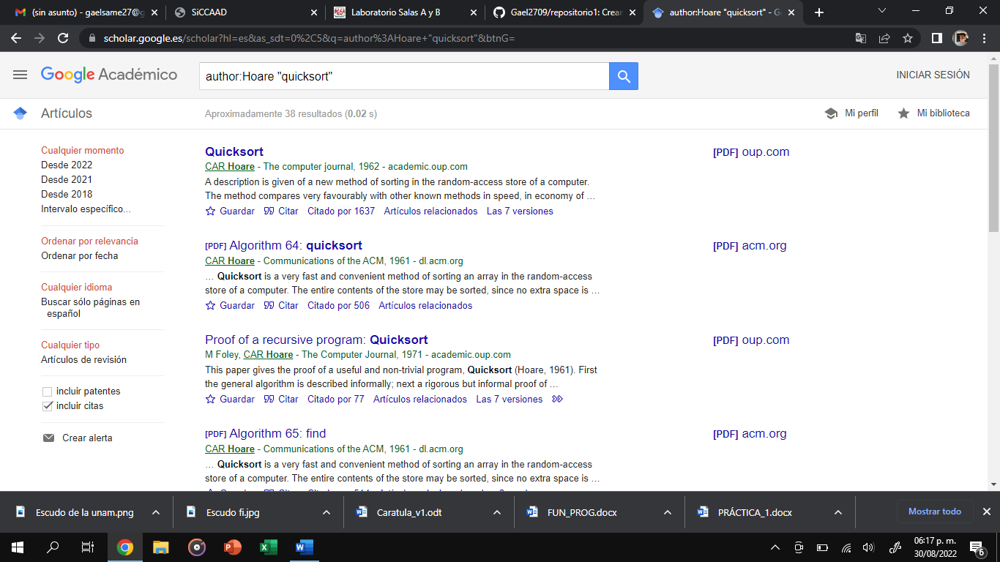 (sin asunto) - gaelsame27@g
SiCCAAD
Laboratorio Salas A y B
Gael2709/repositorio1: Crear
author:Hoare "quicksort" - Go
scholar.google.es/scholar?hl=es&as_sdt=0%2C5&q=author%3AHoare+"quicksort"&btnG=
Google Académico
author:Hoare "quicksort"
INICIAR SESIÓN
Artículos
Aproximadamente 38 resultados (0.02 s)
Mi perfil
Mi biblioteca
Cualquier momento
Desde 2022
Desde 2021
Desde 2018
Intervalo específico...
Ordenar por relevancia
Ordenar por fecha
Cualquier idioma
Buscar sólo páginas en
español
Cualquier tipo
Artículos de revisión
incluir patentes
incluir citas
Crear alerta
Quicksort
[PDF] oup.com
CAR Hoare - The computer journal, 1962 - academic.oup.com
A description is given of a new method of sorting in the random-access store of a computer.
The method compares very favourably with other known methods in speed, in economy of …
Guardar Citar Citado por 1637 Artículos relacionados Las 7 versiones
[PDF] Algorithm 64: quicksort
[PDF] acm.org
CAR Hoare - Communications of the ACM, 1961 - dl.acm.org
… Quicksort is a very fast and convenient method of sorting an array in the random-access
store of a computer. The entire contents of the store may be sorted, since no extra space is …
Guardar Citar Citado por 506 Artículos relacionados
Proof of a recursive program: Quicksort
[PDF] oup.com
M Foley, CAR Hoare - The Computer Journal, 1971 - academic.oup.com
This paper gives the proof of a useful and non-trivial program, Quicksort (Hoare, 1961). First
the general algorithm is described informally; next a rigorous but informal proof of …
Guardar Citar Citado por 77 Artículos relacionados Las 7 versiones
[PDF] Algorithm 65: find
[PDF] acm.org
CAR Hoare - Communications of the ACM, 1961 - dl.acm.org
… Quicksort is a very fast and convenient method of sorting an array in the random-access
store of a computer. The entire contents of the store may be sorted, since no extra space is …
Escudo de la unam.png
Escudo fi.jpg
Caratula_v1.odt
FUN_PROG.docx
PRÁCTICA_1.docx
Mostrar todo
06:17 p. m.
30/08/2022
6